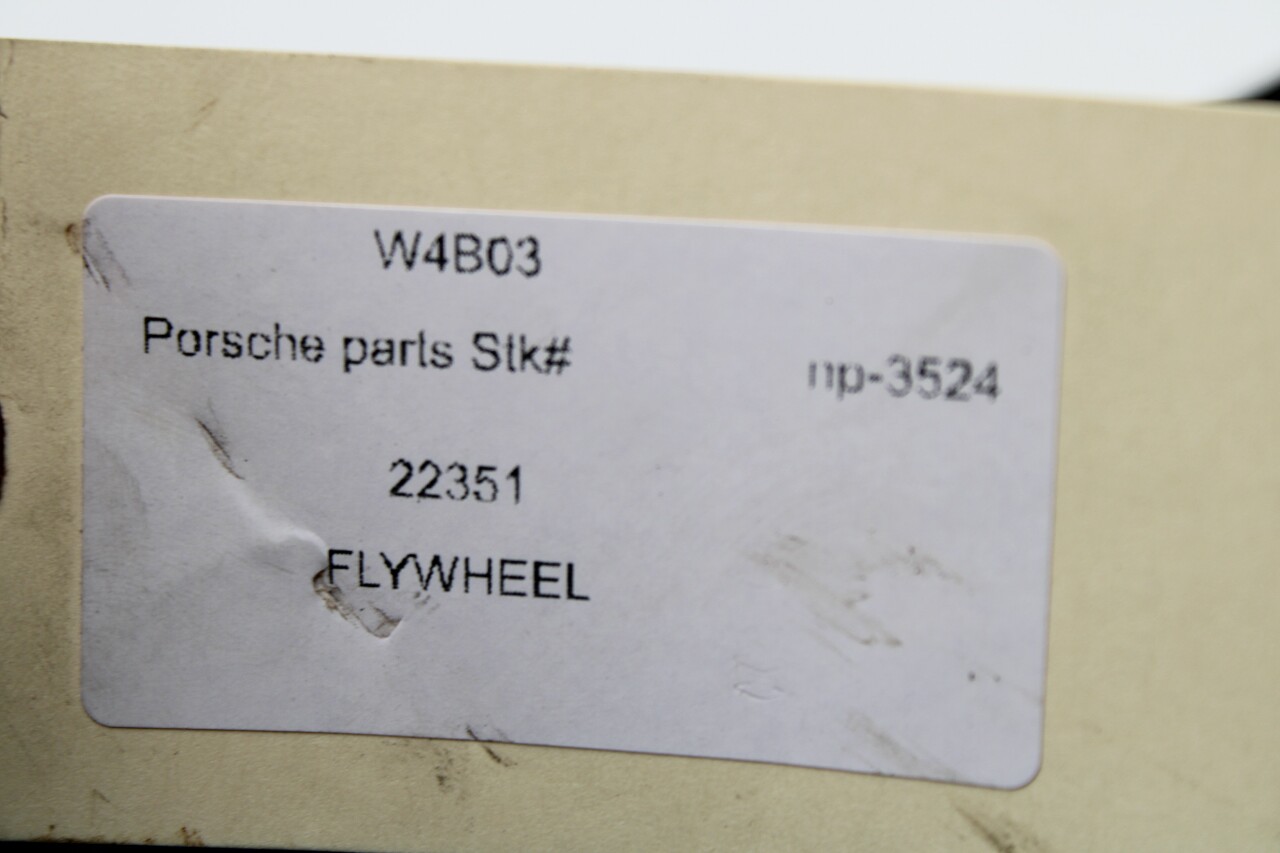 W4B03
Porsche parts Stk# np-3524
22351
FLYWHEEL